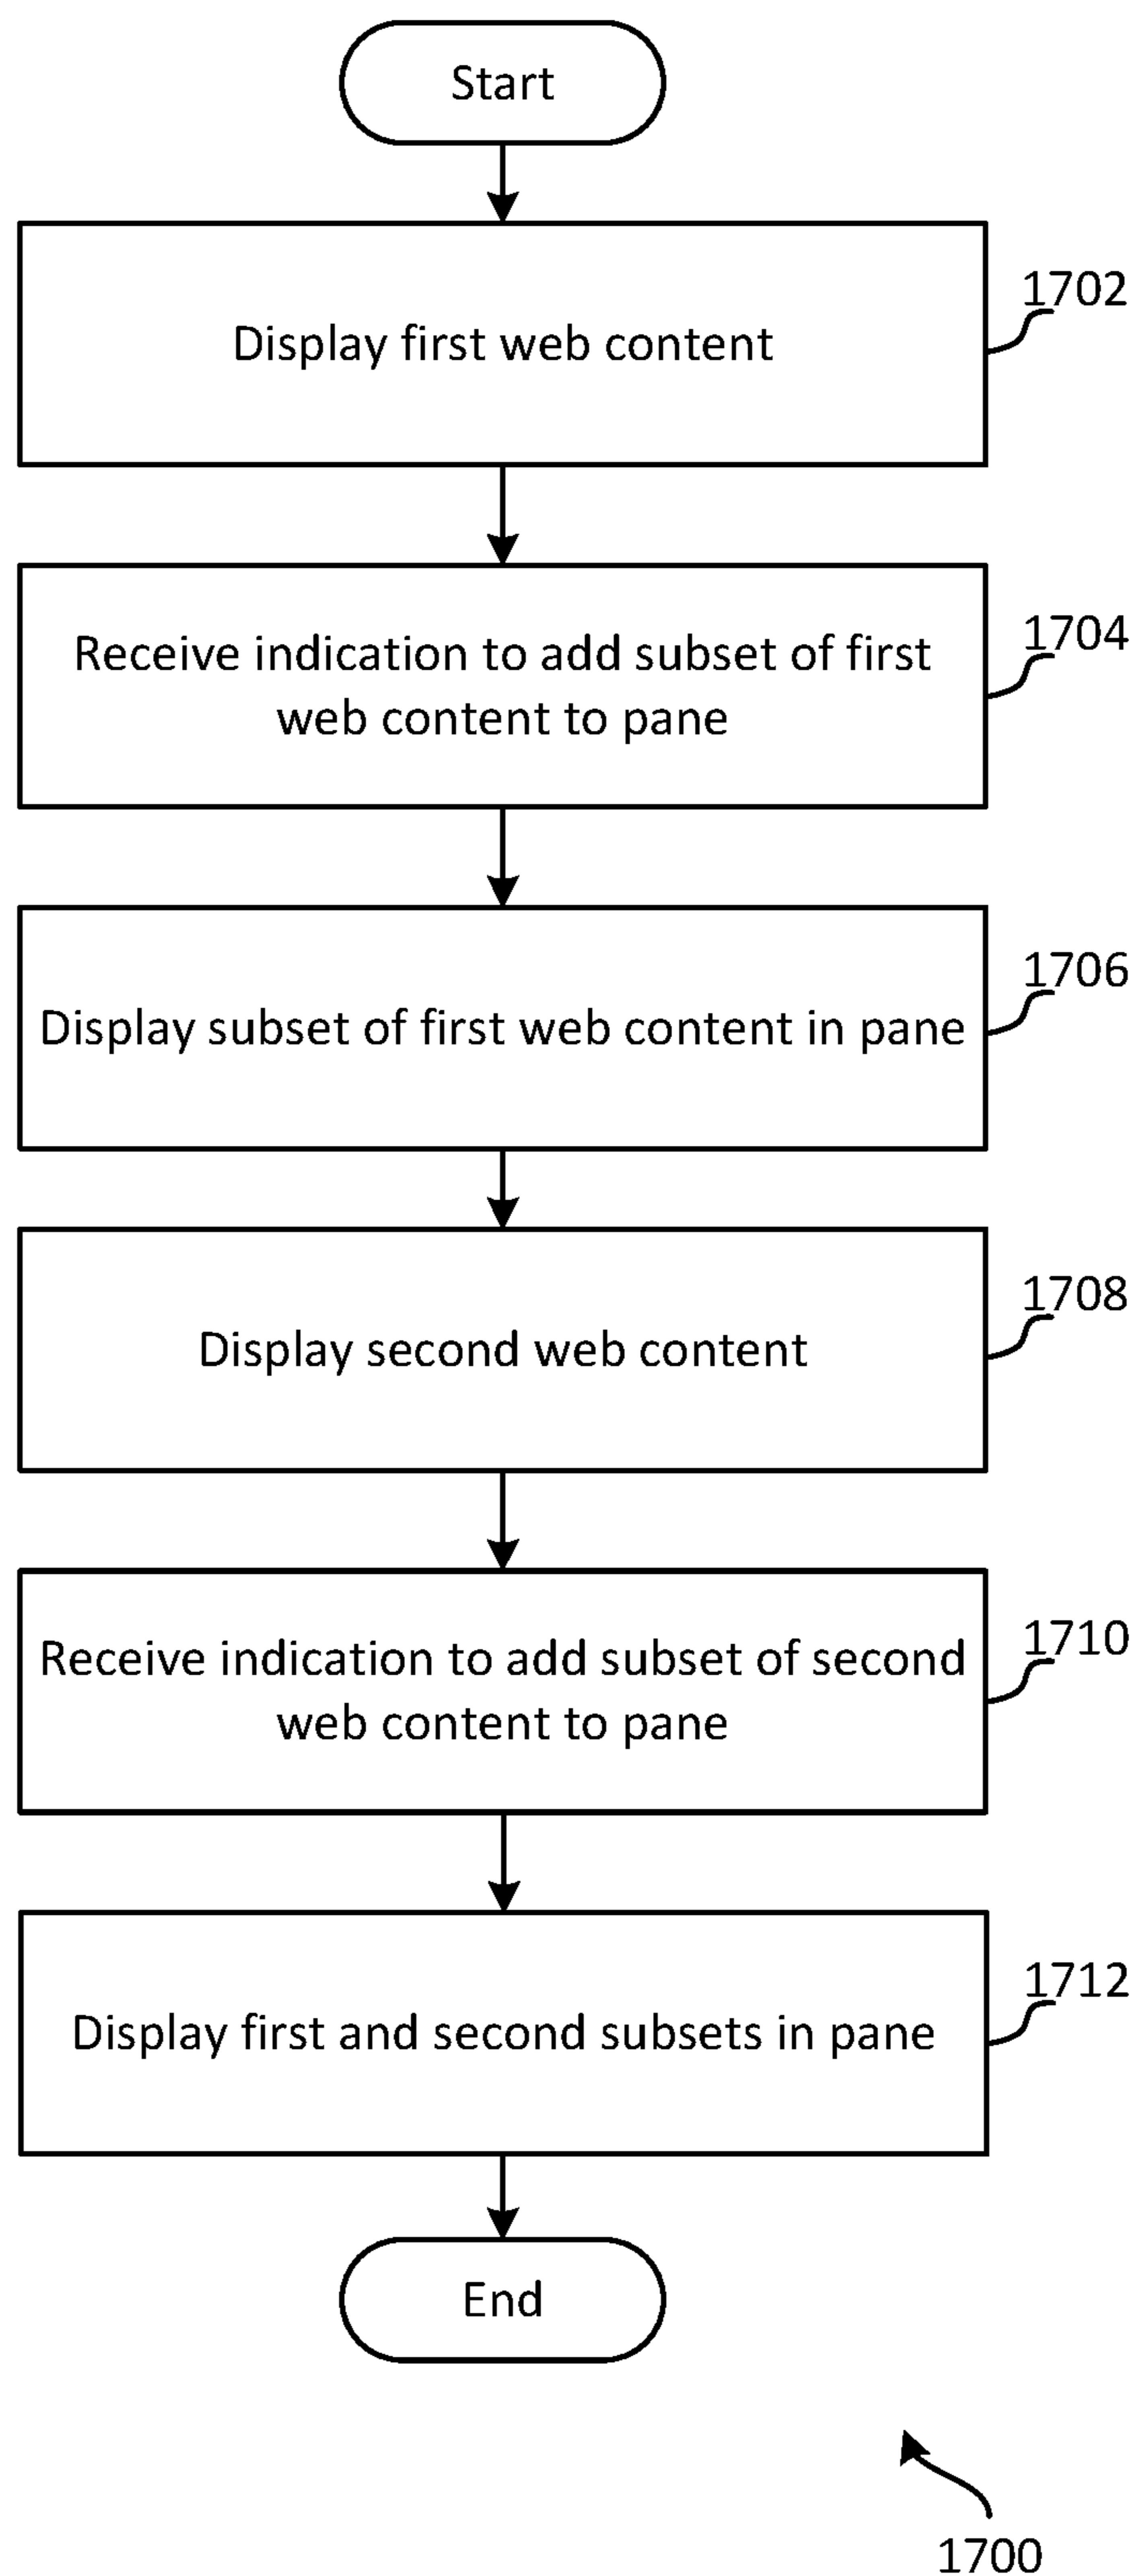 Start
1702
Display first web content
1704
Receive indication to add subset of first
web content to pane
1706
Display subset of first web content in pane
1708
Display second web content
1710
Receive indication to add subset of second
web content to pane
1712
Display first and second subsets in pane
End
1700